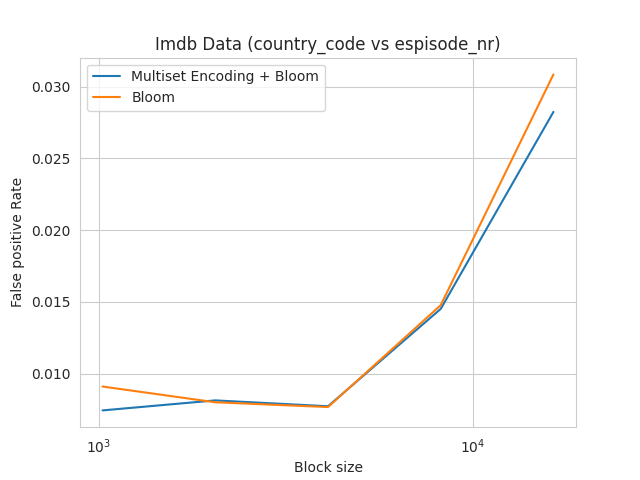 Imdb Data (country_code vs espisode_nr)
Multiset Encoding + Bloom
Bloom
False positive Rate
0.030
0.025
0.020
0.015
0.010
10³
10⁴
Block size